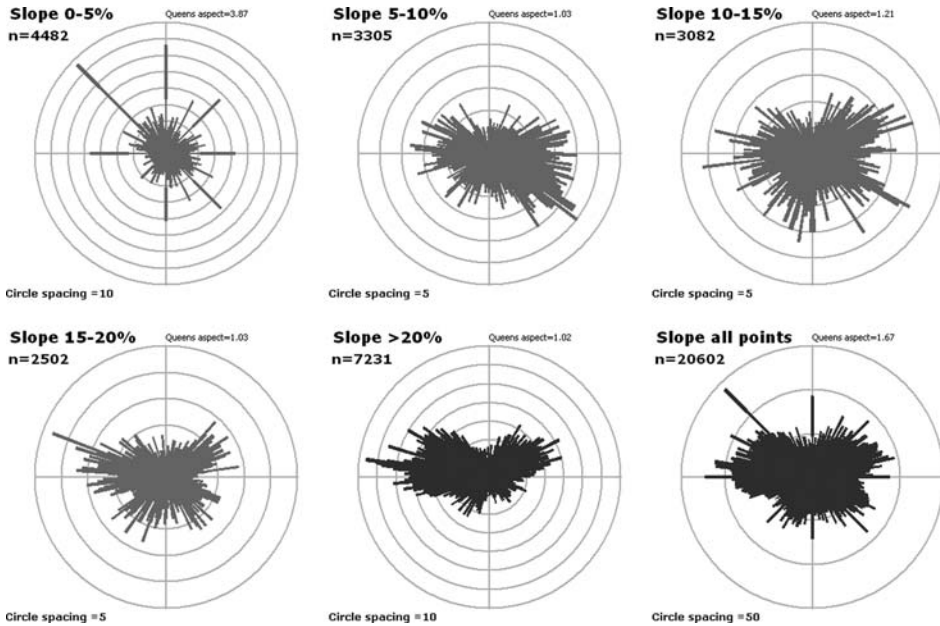 Slope 0-5% Queens aspect=3.87
n=4482
Circle spacing =10
Slope 5-10% Queens aspect=1.03
n=3305
Circle spacing =5
Slope 10-15% Queens aspect=1.21
n=3082
Circle spacing =5
Slope 15-20% Queens aspect=1.03
n=2502
Circle spacing =5
Slope >20% Queens aspect=1.02
n=7231
Circle spacing =10
Slope all points Queens aspect=1.67
n=20602
Circle spacing =50